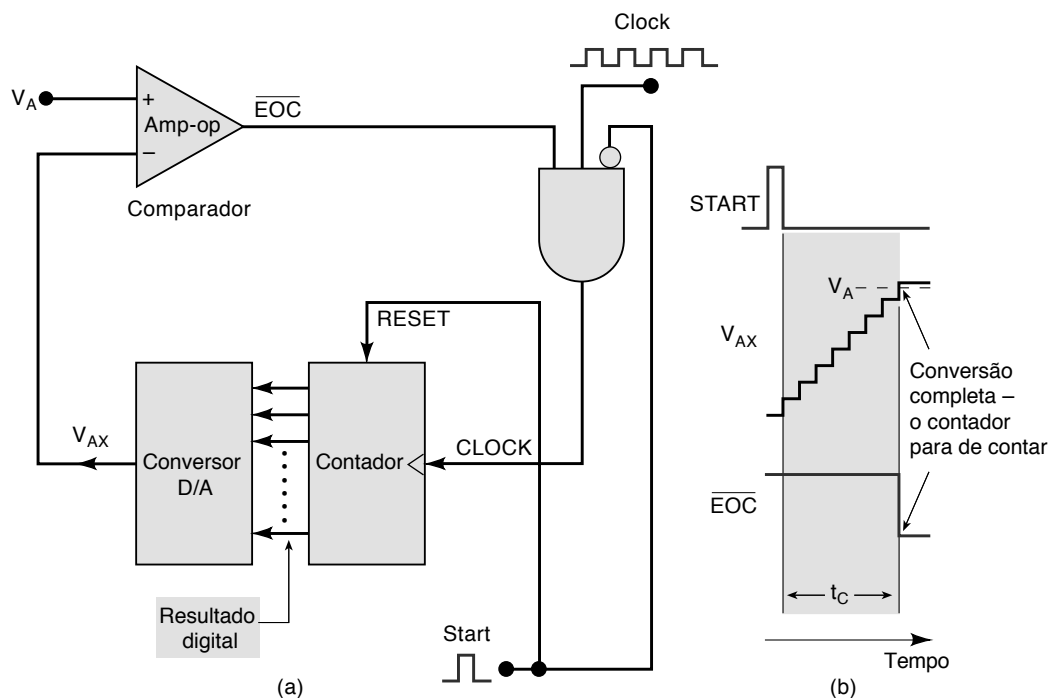 Clock
V_A
+
Amp-op
−
EOC
Comparador
RESET
V_AX
Conversor
D/A
Contador
CLOCK
Resultado
digital
Start
(a)
START
V_A
V_AX
Conversão
completa –
o contador
para de contar
EOC
t_C
Tempo
(b)